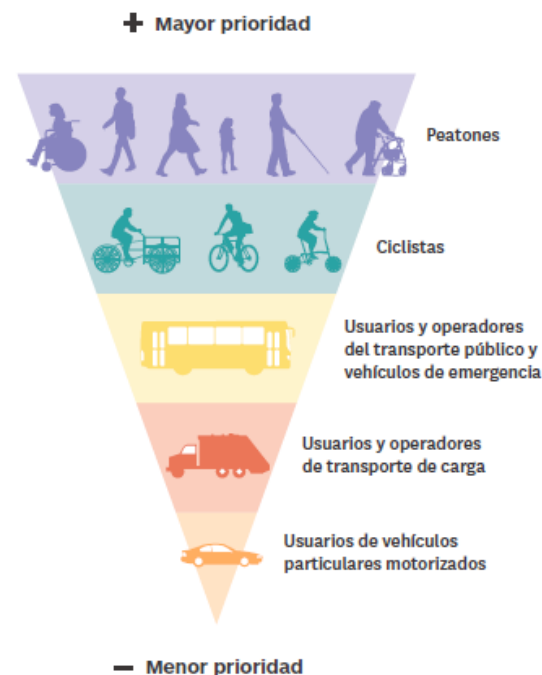 + Mayor prioridad
Peatones
Ciclistas
Usuarios y operadores
del transporte público y
vehículos de emergencia
Usuarios y operadores
de transporte de carga
Usuarios de vehículos
particulares motorizados
− Menor prioridad